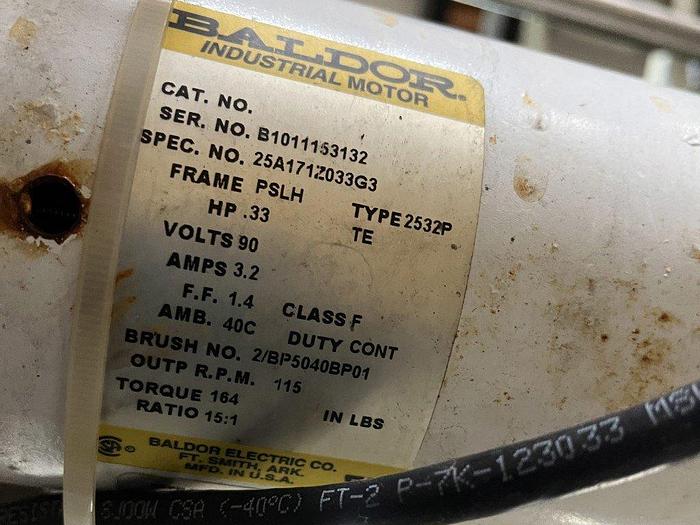 BALDOR®
INDUSTRIAL MOTOR
CAT. NO.
SER. NO. B1011153132
SPEC. NO. 25A171Z033G3
FRAME PSLH TYPE 2532P
HP .33 TE
VOLTS 90
AMPS 3.2
F.F. 1.4 CLASS F
AMB. 40C DUTY CONT
BRUSH NO. 2/BP5040BP01
OUTP R.P.M. 115
TORQUE 164 IN LBS
RATIO 15:1
BALDOR ELECTRIC CO.
FT. SMITH, ARK.
MFD. IN U.S.A.
SJOOW CSA (-40°C) FT-2 P-7K-123033